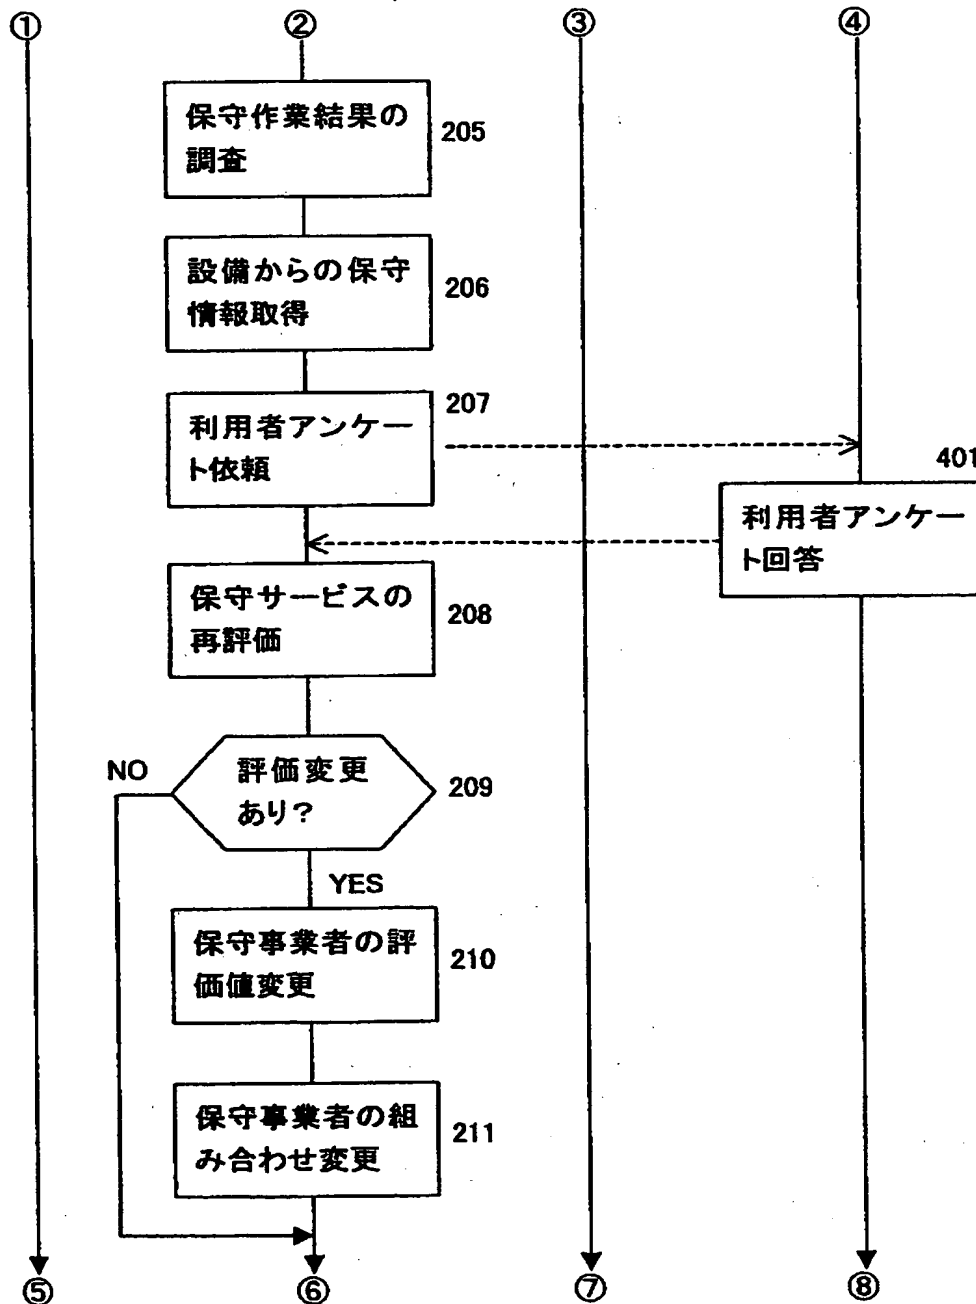 ① ② ③ ④
保守作業結果の
調査
205
設備からの保守
情報取得
206
利用者アンケー
ト依頼
207
401
利用者アンケー
ト回答
保守サービスの
再評価
208
NO
評価変更
あり?
209
YES
保守事業者の評
価値変更
210
保守事業者の組
み合わせ変更
211
⑤ ⑥ ⑦ ⑧